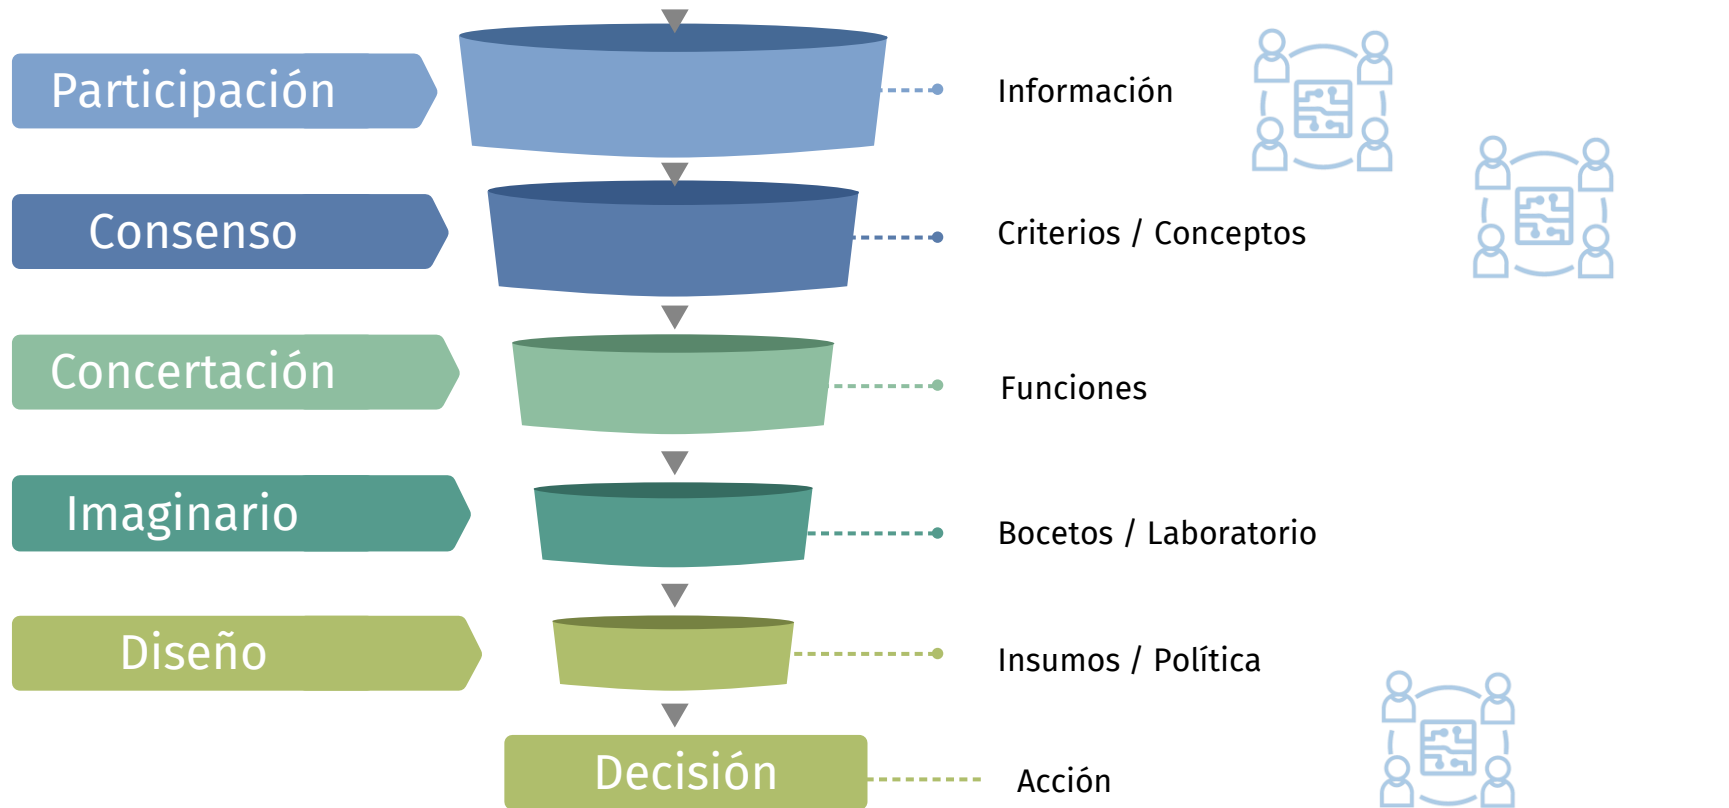 Participación
Información
Consenso
Criterios / Conceptos
Concertación
Funciones
Imaginario
Bocetos / Laboratorio
Diseño
Insumos / Política
Decisión
Acción